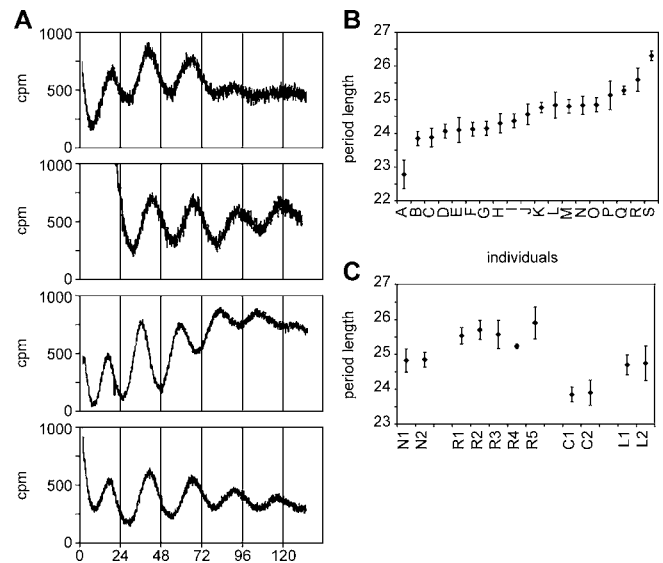 A
1000
500
0
cpm
1000
500
0
cpm
1000
500
0
cpm
1000
500
0
cpm
0 24 48 72 96 120
B
26
25
24
23
22
period length
A B C D E F G H I J K L M N O P Q R S
individuals
C
26
25
24
23
period length
N1 N2 R1 R2 R3 R4 R5 C1 C2 L1 L2